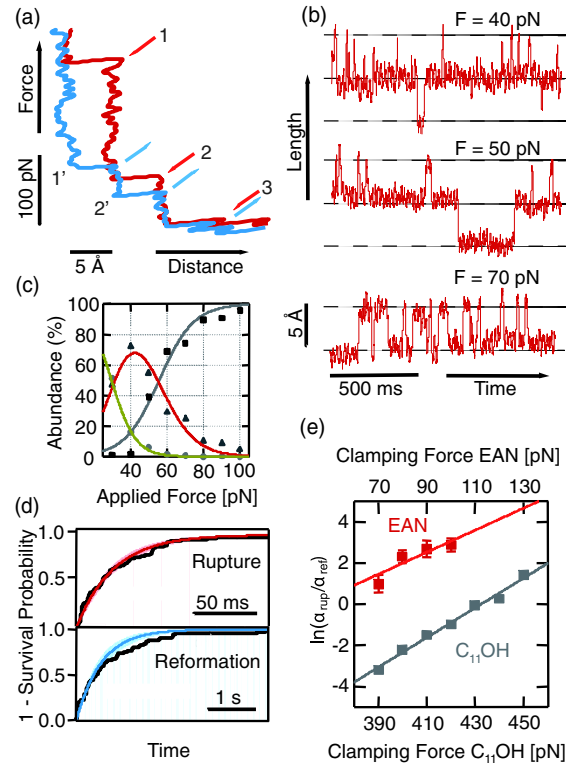 (a)
1
Force
2
3
1'
2'
100 pN
5 Å
Distance
(b)
F = 40 pN
Length
F = 50 pN
F = 70 pN
5 Å
500 ms
Time
(c)
100
80
60
40
20
0
Abundance (%)
20 40 60 80 100
Applied Force [pN]
(d)
1.0
0.5
Rupture
50 ms
1.0
0.5
0.0
Reformation
1 s
1 - Survival Probability
Time
(e)
Clamping Force EAN [pN]
70 90 110 130
4
2
0
-2
-4
ln(α_rup/α_ref)
EAN
C₁₁OH
390 410 430 450
Clamping Force C₁₁OH [pN]